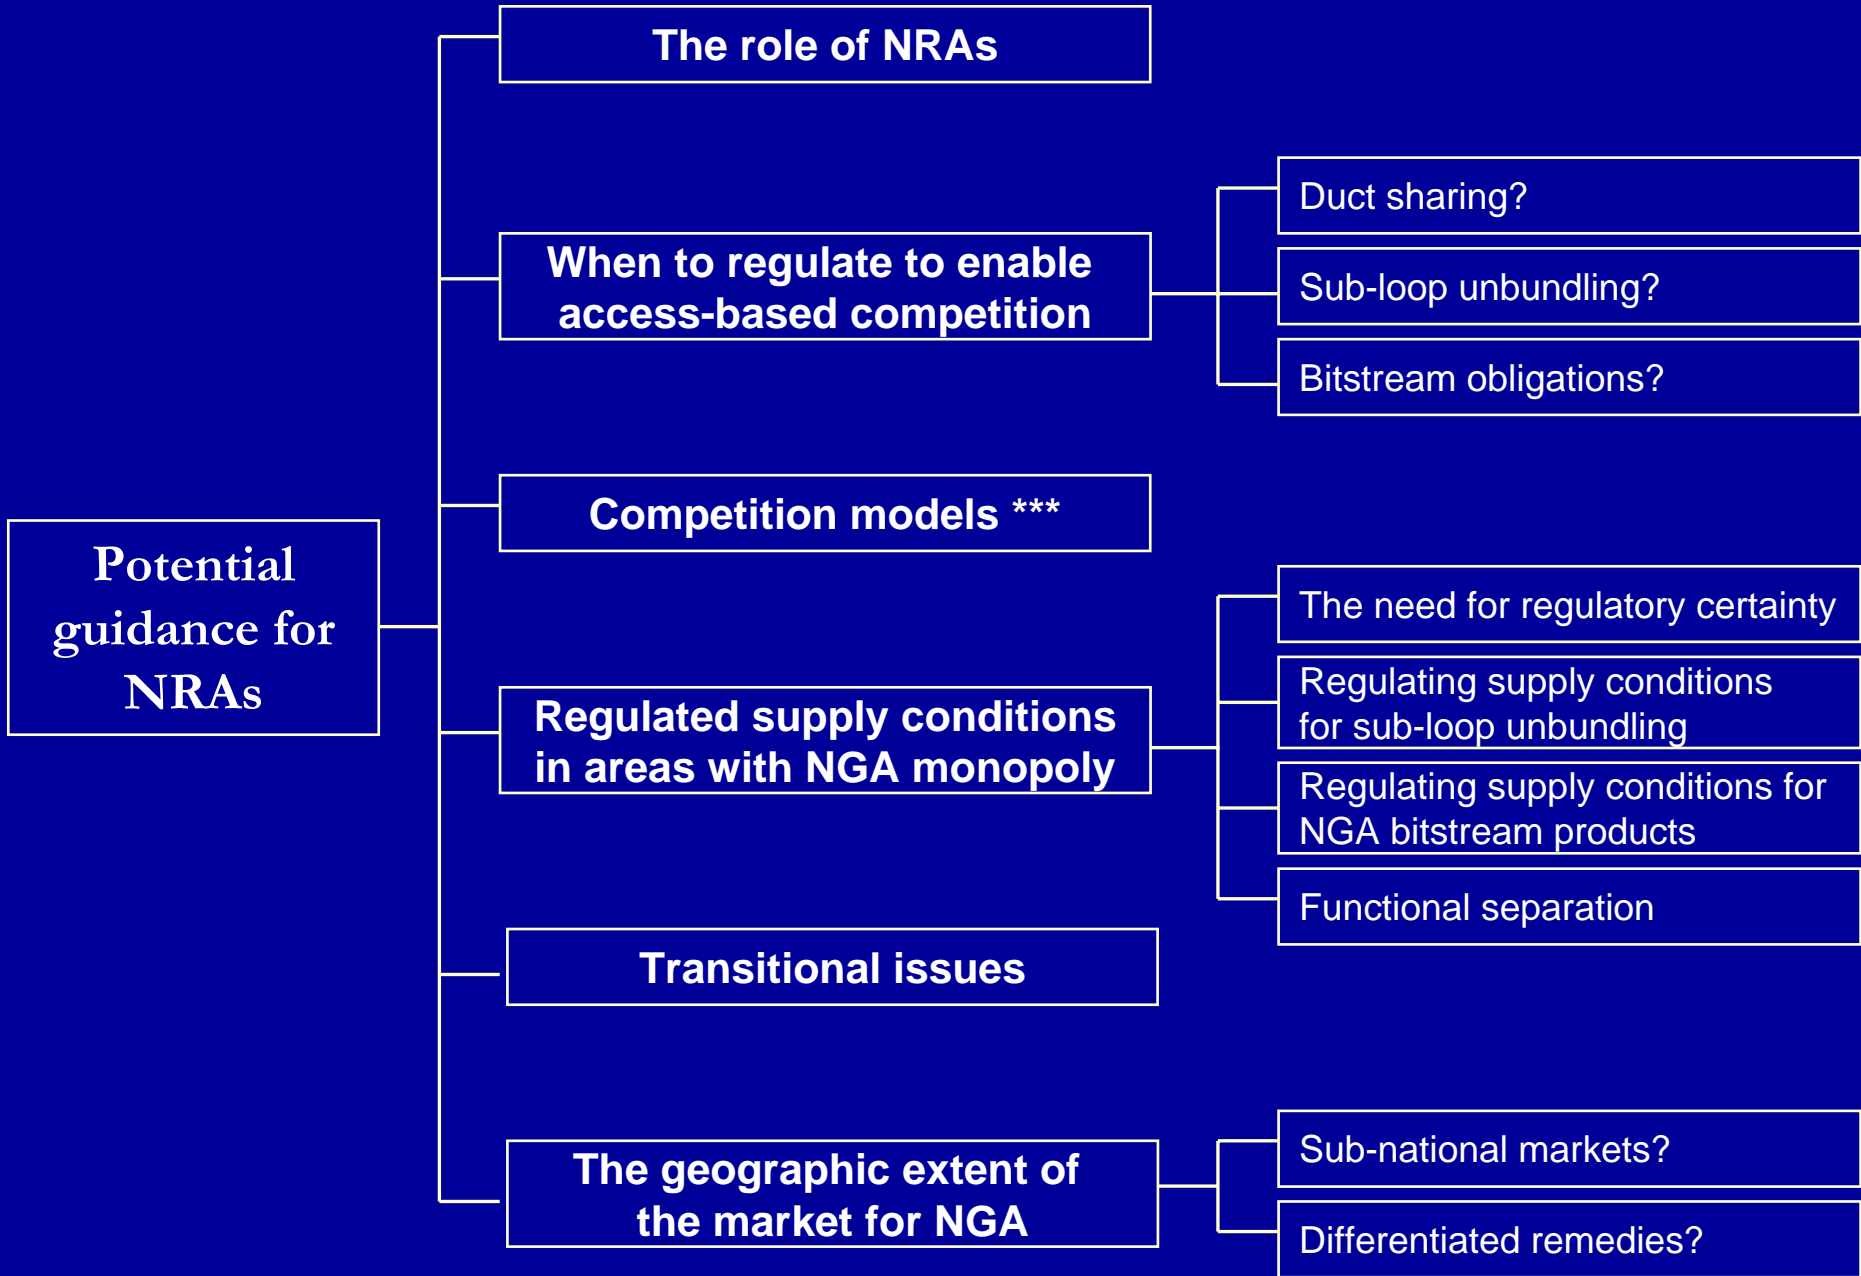 Potential
guidance for
NRAs
The role of NRAs
When to regulate to enable
access-based competition
Duct sharing?
Sub-loop unbundling?
Bitstream obligations?
Competition models ***
Regulated supply conditions
in areas with NGA monopoly
The need for regulatory certainty
Regulating supply conditions
for sub-loop unbundling
Regulating supply conditions for
NGA bitstream products
Functional separation
Transitional issues
The geographic extent of
the market for NGA
Sub-national markets?
Differentiated remedies?